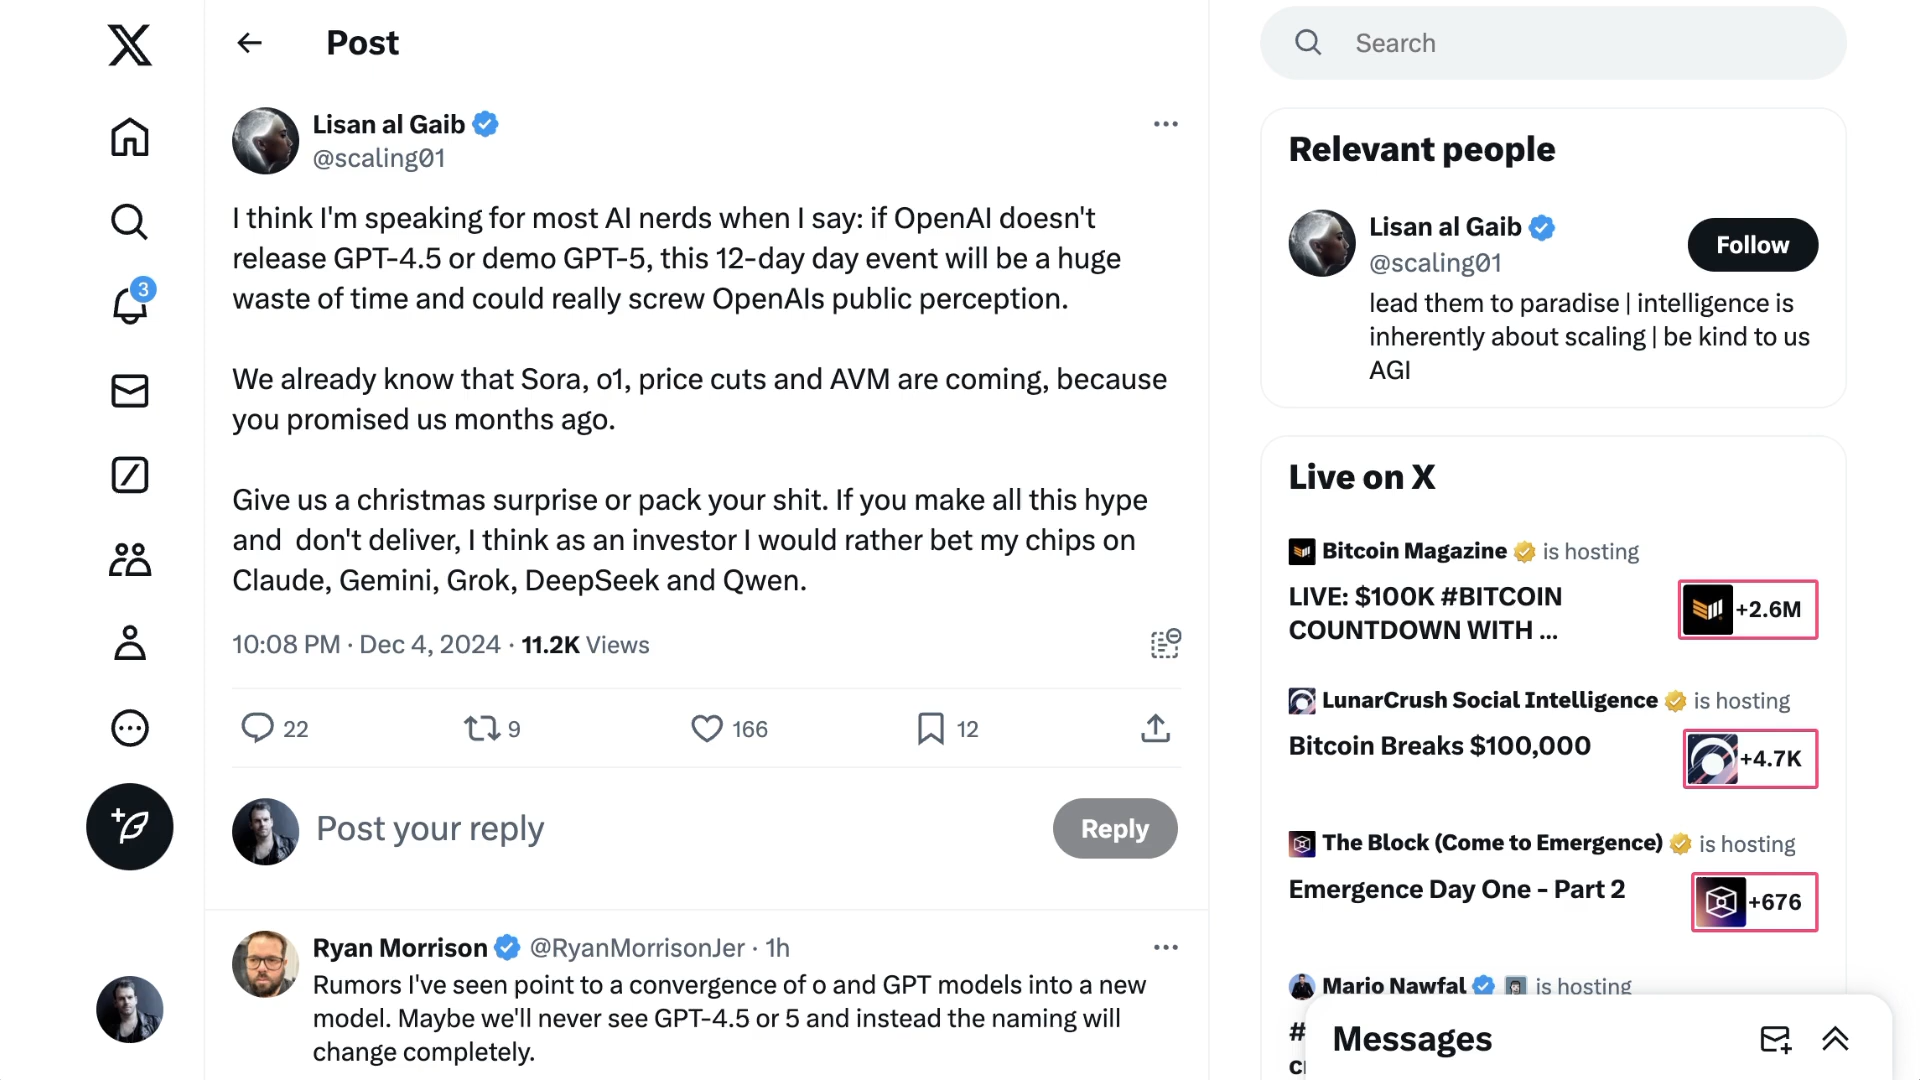 Post
Lisan al Gaib
@scaling01
I think I'm speaking for most AI nerds when I say: if OpenAI doesn't
release GPT-4.5 or demo GPT-5, this 12-day day event will be a huge
waste of time and could really screw OpenAIs public perception.
We already know that Sora, o1, price cuts and AVM are coming, because
you promised us months ago.
Give us a christmas surprise or pack your shit. If you make all this hype
and  don't deliver, I think as an investor I would rather bet my chips on
Claude, Gemini, Grok, DeepSeek and Qwen.
10:08 PM · Dec 4, 2024 · 11.2K Views
22 9 166 12
Post your reply
Reply
Ryan Morrison @RyanMorrisonJer · 1h
Rumors I've seen point to a convergence of o and GPT models into a new
model. Maybe we'll never see GPT-4.5 or 5 and instead the naming will
change completely.
3
Search
Relevant people
Lisan al Gaib
@scaling01
Follow
lead them to paradise | intelligence is
inherently about scaling | be kind to us
AGI
Live on X
Bitcoin Magazine is hosting
LIVE: $100K #BITCOIN
COUNTDOWN WITH ...
+2.6M
LunarCrush Social Intelligence is hosting
Bitcoin Breaks $100,000
+4.7K
The Block (Come to Emergence) is hosting
Emergence Day One - Part 2
+676
Mario Nawfal is hosting
#
Messages